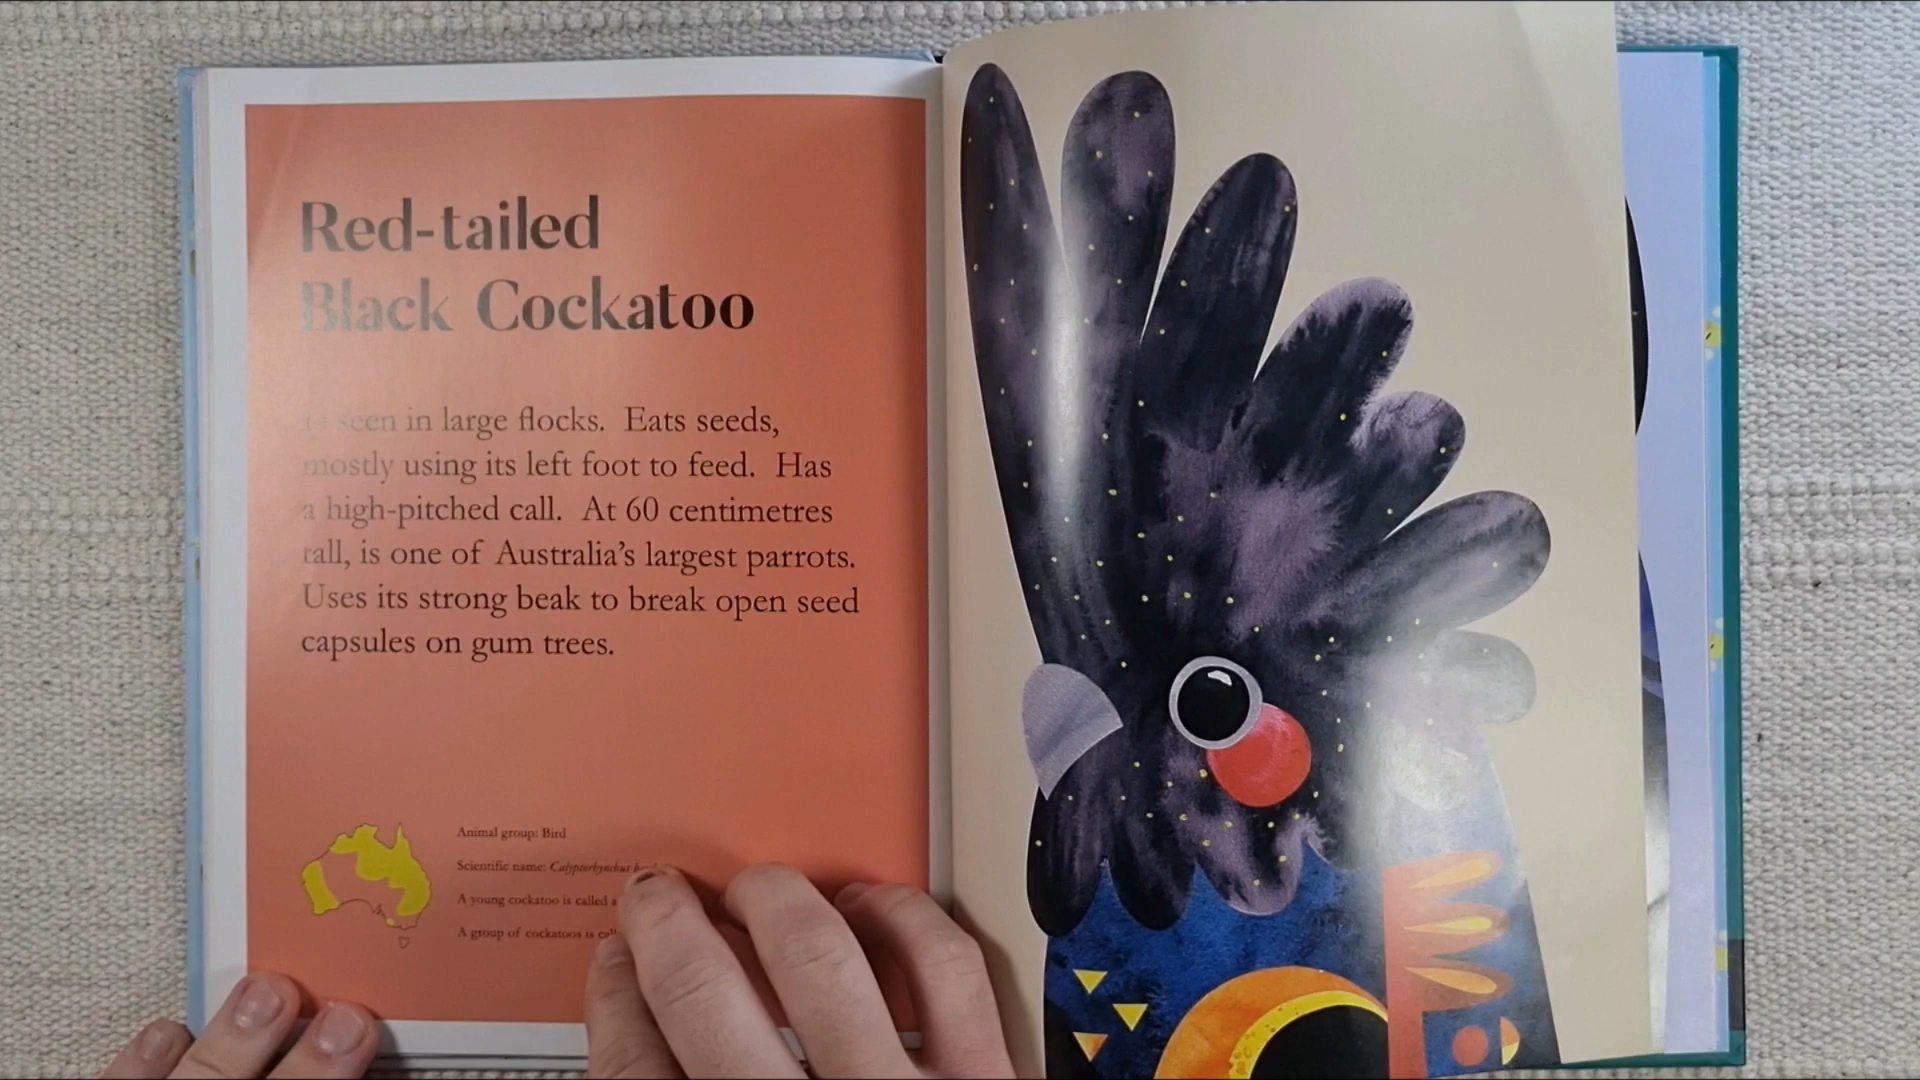 Red-tailed
Black Cockatoo
seen in large flocks. Eats seeds,
mostly using its left foot to feed. Has
a high-pitched call. At 60 centimetres
tall, is one of Australia's largest parrots.
Uses its strong beak to break open seed
capsules on gum trees.
Animal group: Bird
Scientific name: Calyptorhynchus
A young cockatoo is called a
A group of cockatoos is